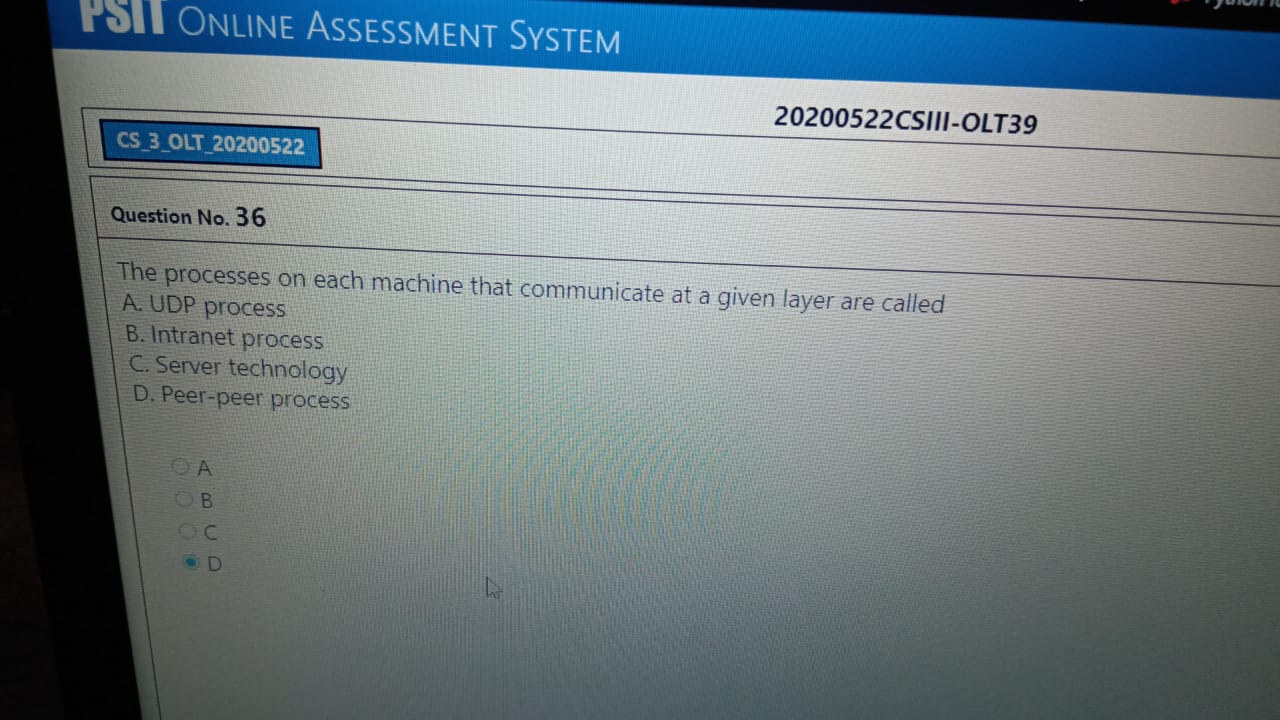 PSIT ONLINE ASSESSMENT SYSTEM
20200522CSIII-OLT39
CS_3_OLT_20200522
Question No. 36
The processes on each machine that communicate at a given layer are called
A. UDP process
B. Intranet process
C. Server technology
D. Peer-peer process
A
B
C
D